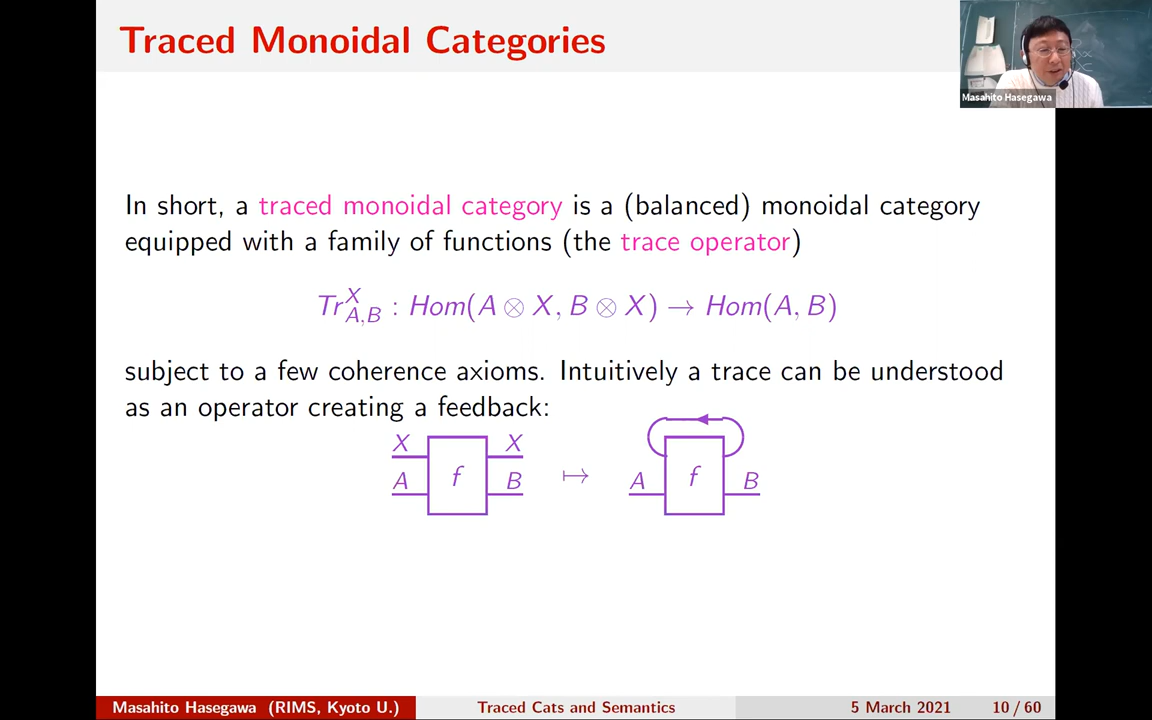 Traced Monoidal Categories
Masahito Hasegawa
In short, a traced monoidal category is a (balanced) monoidal category
equipped with a family of functions (the trace operator)
Tr^X_{A,B} : Hom(A ⊗ X, B ⊗ X) → Hom(A, B)
subject to a few coherence axioms. Intuitively a trace can be understood
as an operator creating a feedback:
X X
A f B ↦ A f B
Masahito Hasegawa (RIMS, Kyoto U.) Traced Cats and Semantics 5 March 2021 10 / 60